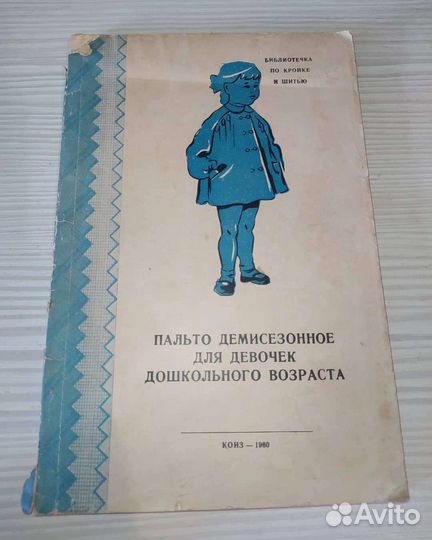 БИБЛИОТЕЧКА
ПО КРОЙКЕ
И ШИТЬЮ
ПАЛЬТО ДЕМИСЕЗОННОЕ
ДЛЯ ДЕВОЧЕК
ДОШКОЛЬНОГО ВОЗРАСТА
КОИЗ — 1960
Avito